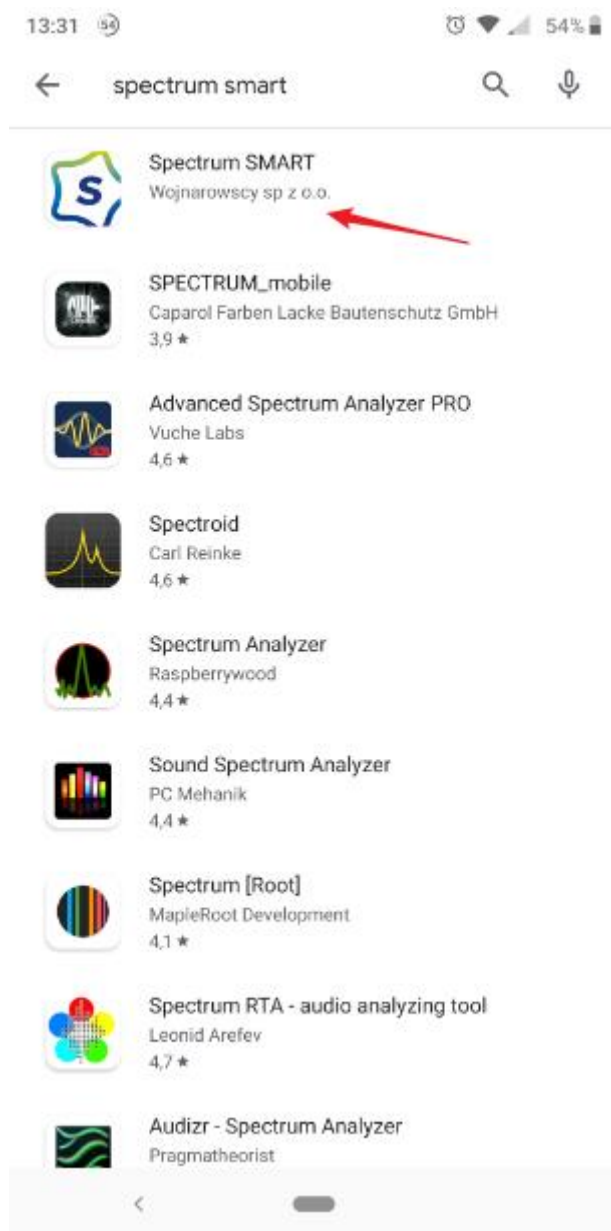 13:31 54 54%
spectrum smart
S
Spectrum SMART
Wojnarowscy sp z o.o.
SPECTRUM_mobile
Caparol Farben Lacke Bautenschutz GmbH
3,9 ★
Advanced Spectrum Analyzer PRO
Vuche Labs
4,6 ★
Spectroid
Carl Reinke
4,6 ★
Spectrum Analyzer
Raspberrywood
4,4 ★
Sound Spectrum Analyzer
PC Mehanik
4,4 ★
Spectrum [Root]
MapleRoot Development
4,1 ★
Spectrum RTA - audio analyzing tool
Leonid Arefev
4,7 ★
Audizr - Spectrum Analyzer
Pragmatheorist